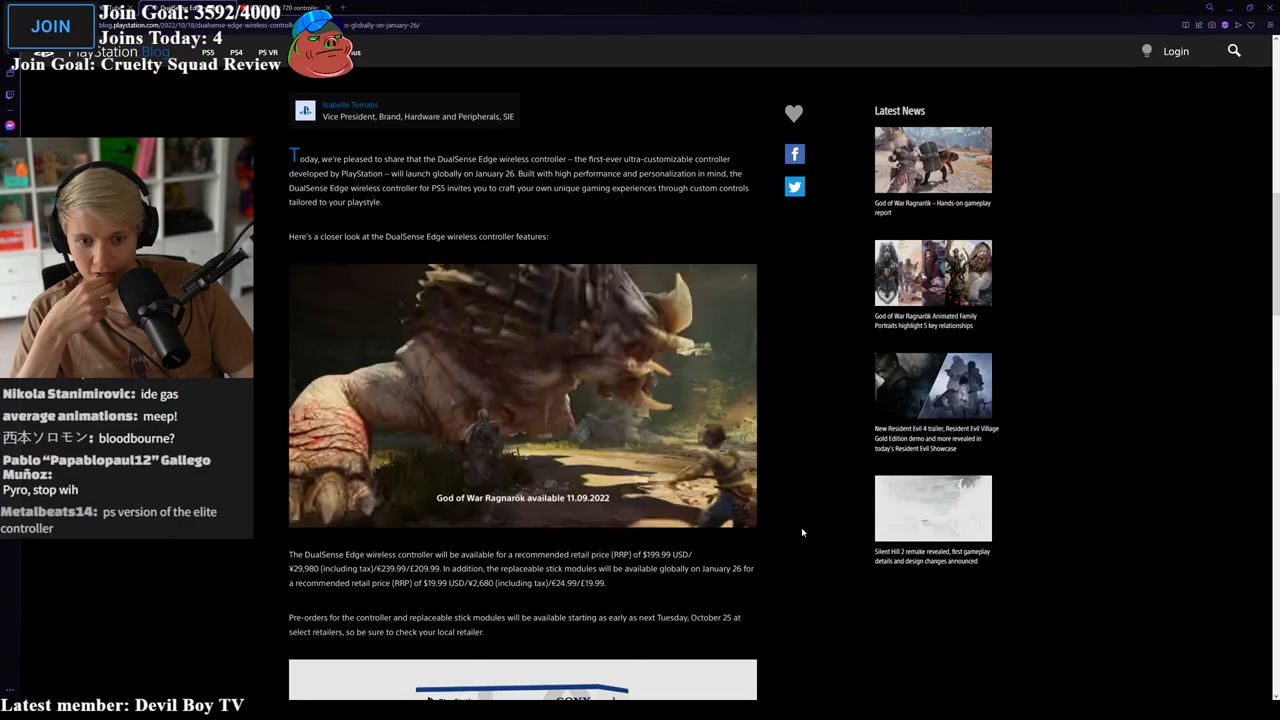 JOIN
Join Goal: 3592/4000
Joins Today: 4
Join Goal: Cruelty Squad Review
720 control
blog.playstation.com/2022/10/18/dualsense-edge-wireless-contro
s-globally-on-january-26/
PlayStation Blog
PS5
PS4
PS VR
Login
Isabelle Tomatis
Vice President, Brand, Hardware and Peripherals, SIE
Today, we're pleased to share that the DualSense Edge wireless controller – the first-ever ultra-customizable controller
developed by PlayStation – will launch globally on January 26. Built with high performance and personalization in mind, the
DualSense Edge wireless controller for PS5 invites you to craft your own unique gaming experiences through custom controls
tailored to your playstyle.
Here's a closer look at the DualSense Edge wireless controller features:
God of War Ragnarök available 11.09.2022
The DualSense Edge wireless controller will be available for a recommended retail price (RRP) of $199.99 USD/
¥29,980 (including tax)/€239.99/£209.99. In addition, the replaceable stick modules will be available globally on January 26 for
a recommended retail price (RRP) of $19.99 USD/¥2,680 (including tax)/€24.99/£19.99.
Pre-orders for the controller and replaceable stick modules will be available starting as early as next Tuesday, October 25 at
select retailers, so be sure to check your local retailer.
SONY
Latest News
God of War Ragnarök – Hands-on gameplay
report
God of War Ragnarök Animated Family
Portraits highlight 5 key relationships
New Resident Evil 4 trailer, Resident Evil Village
Gold Edition demo and more revealed in
today's Resident Evil Showcase
Silent Hill 2 remake revealed, first gameplay
details and design changes announced
Nikola Stanimirovic: ide gas
average animations: meep!
西本ソロモン: bloodbourne?
Pablo “Papablopaul12” Gallego
Muñoz:
Pyro, stop wih
Metalbeats14: ps version of the elite
controller
Latest member: Devil Boy TV